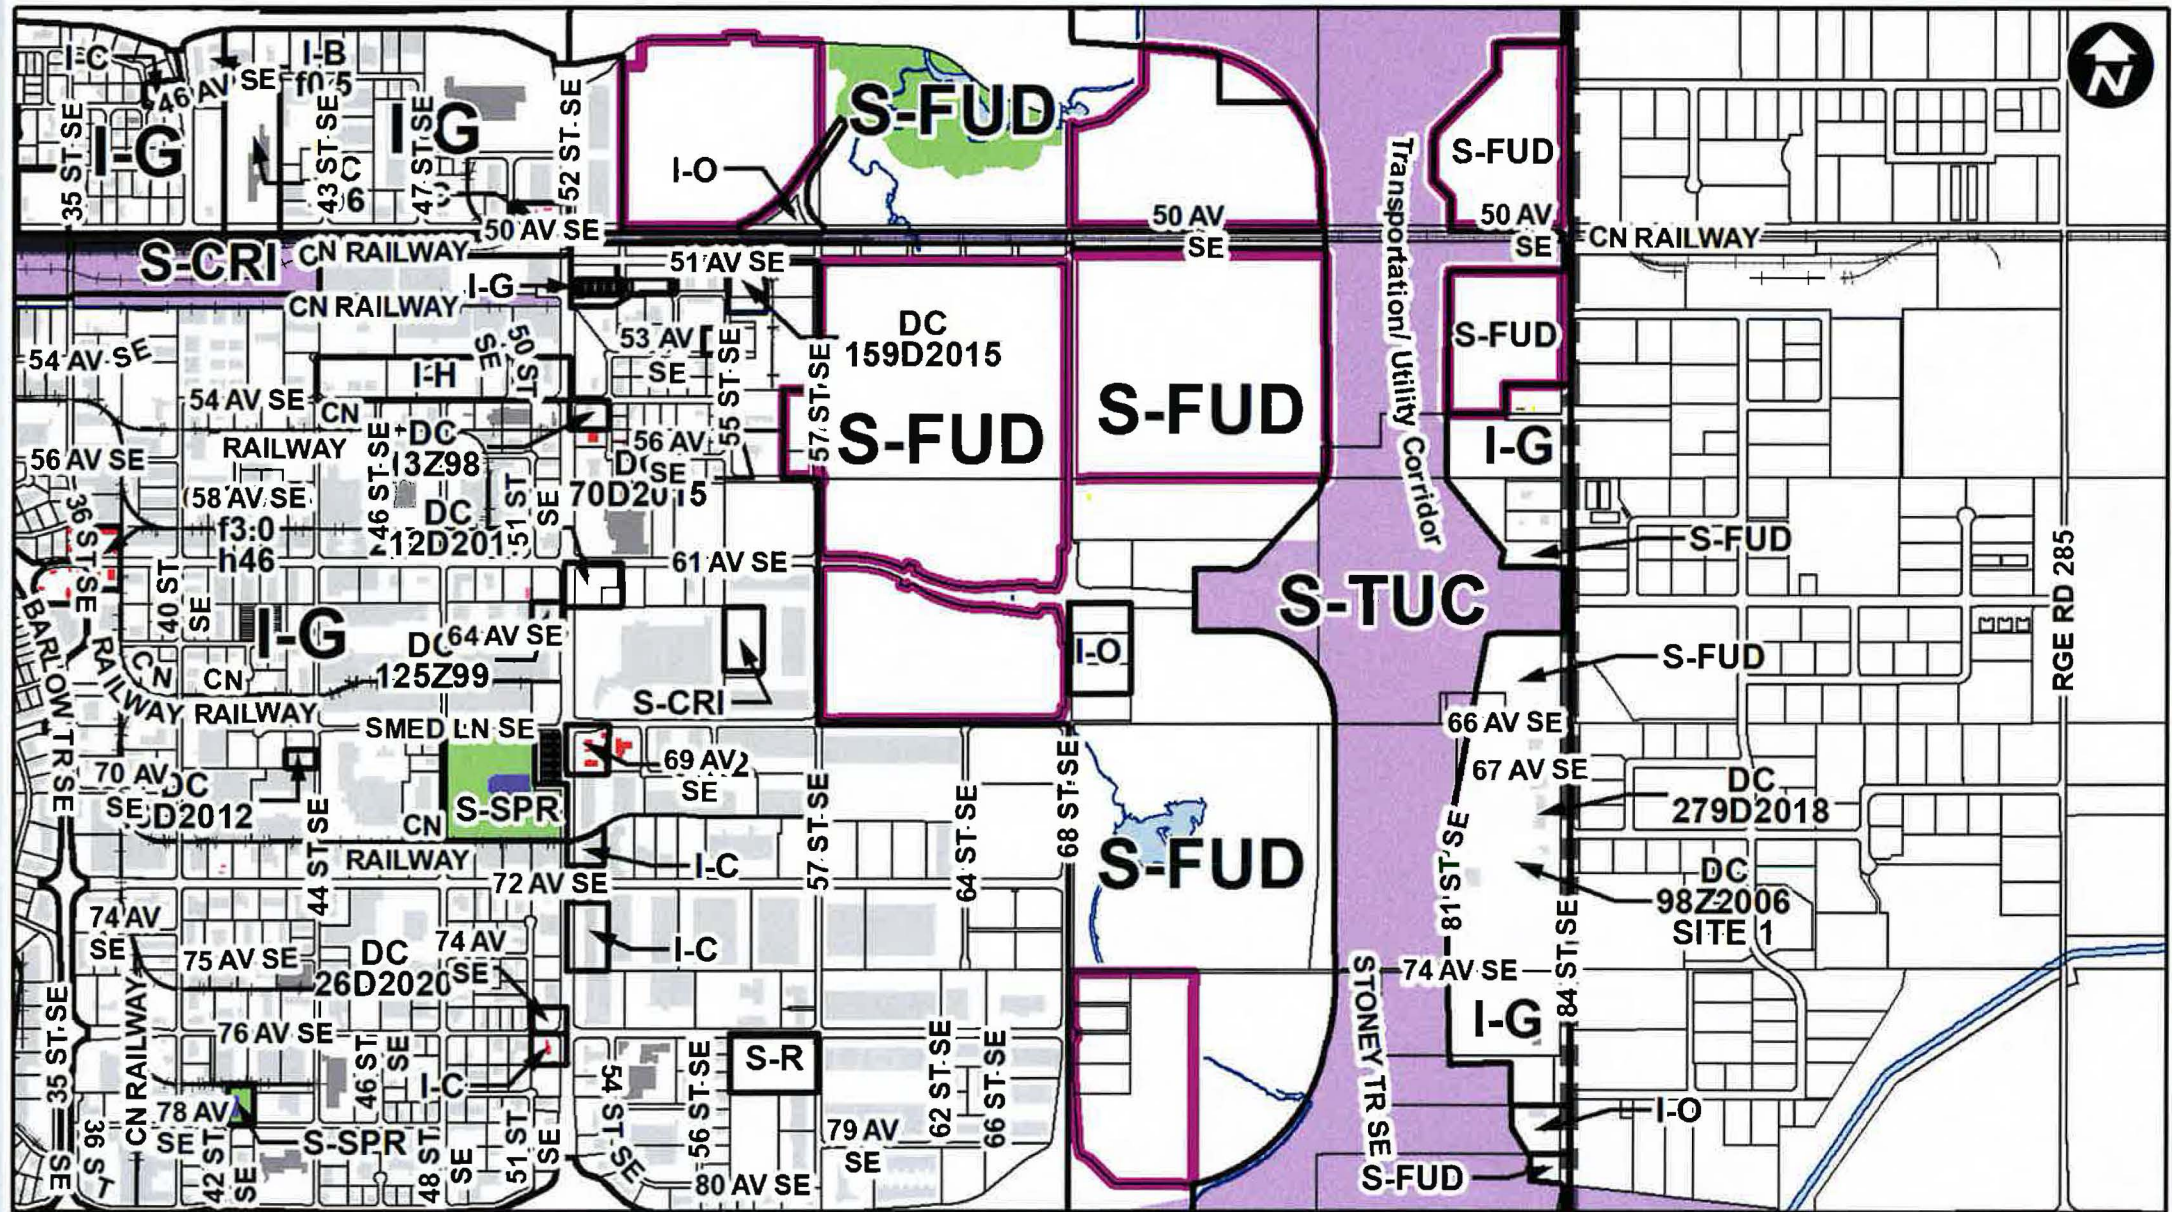 I-C
46 AV SE
I-B
f0.5
I-G
35 ST SE
43 ST SE
47 ST SE
I-G
52 ST SE
50 AV SE
I-O
S-FUD
50 AV
SE
Transportation/ Utility Corridor
S-FUD
50 AV
SE
N
CN RAILWAY
S-CRI
CN RAILWAY
CN RAILWAY
I-G
51 AV SE
54 AV SE
50 ST
SE
53 AV
SE
55 ST SE
57 ST SE
DC
159D2015
S-FUD
S-FUD
S-FUD
I-G
I-H
54 AV SE
CN
RAILWAY
DC
13Z98
56 AV
SE
56 AV SE
46 ST SE
58 AV SE
f3.0
h46
36 ST SE
DC
51 ST
SE
70D2015
61 AV SE
S-FUD
S-TUC
RGE RD 285
40 ST
SE
I-G
DC
125Z99
64 AV SE
I-O
S-FUD
BARLOW TR SE
RAILWAY
CN
CN
RAILWAY
S-CRI
SMED LN SE
66 AV SE
67 AV SE
70 AV
SE
DC
D2012
44 ST SE
CN
RAILWAY
S-SPR
69 AV
SE
57 ST SE
64 ST SE
68 ST SE
S-FUD
DC
279D2018
I-C
72 AV SE
81 ST SE
DC
98Z2006
SITE 1
84 ST SE
74 AV
SE
75 AV SE
DC
26D2020
74 AV
SE
I-C
74 AV SE
STONEY TR SE
35 ST SE
CN RAILWAY
76 AV SE
46 ST
SE
I-C
54 ST SE
56 ST SE
S-R
62 ST SE
66 ST SE
I-G
I-O
78 AV
SE
S-SPR
36 ST
42 ST
SE
48 ST
SE
51 ST
SE
79 AV
SE
80 AV SE
S-FUD
SE